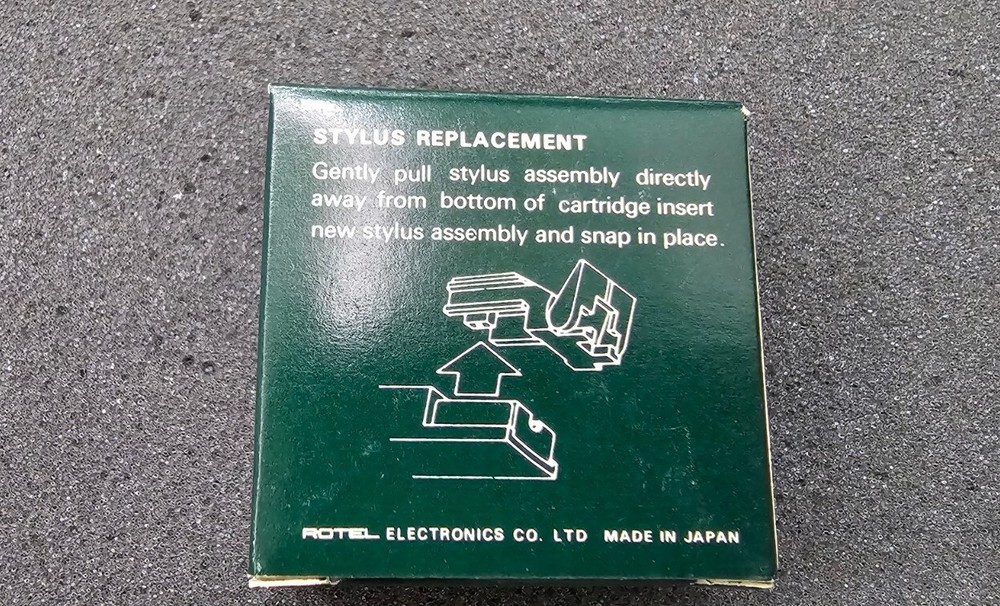 STYLUS REPLACEMENT
Gently pull stylus assembly directly
away from bottom of cartridge insert
new stylus assembly and snap in place.
ROTEL ELECTRONICS CO. LTD MADE IN JAPAN